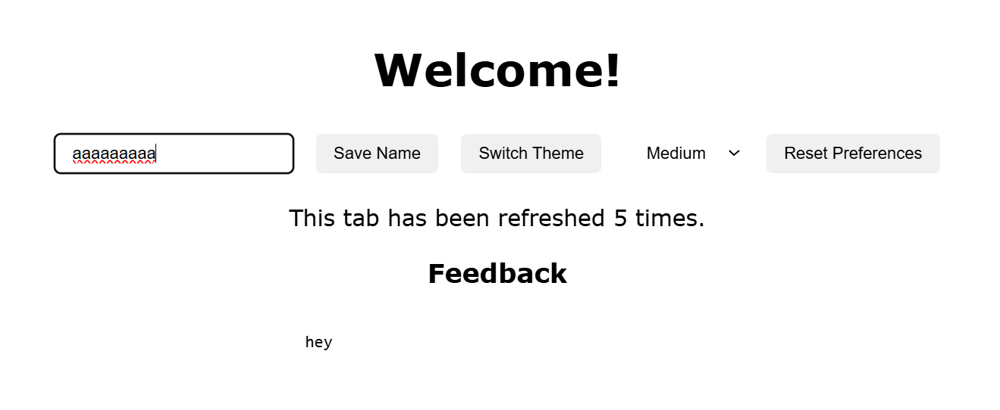 Welcome!
aaaaaaaaa Save Name Switch Theme Medium Reset Preferences
This tab has been refreshed 5 times.
Feedback
hey